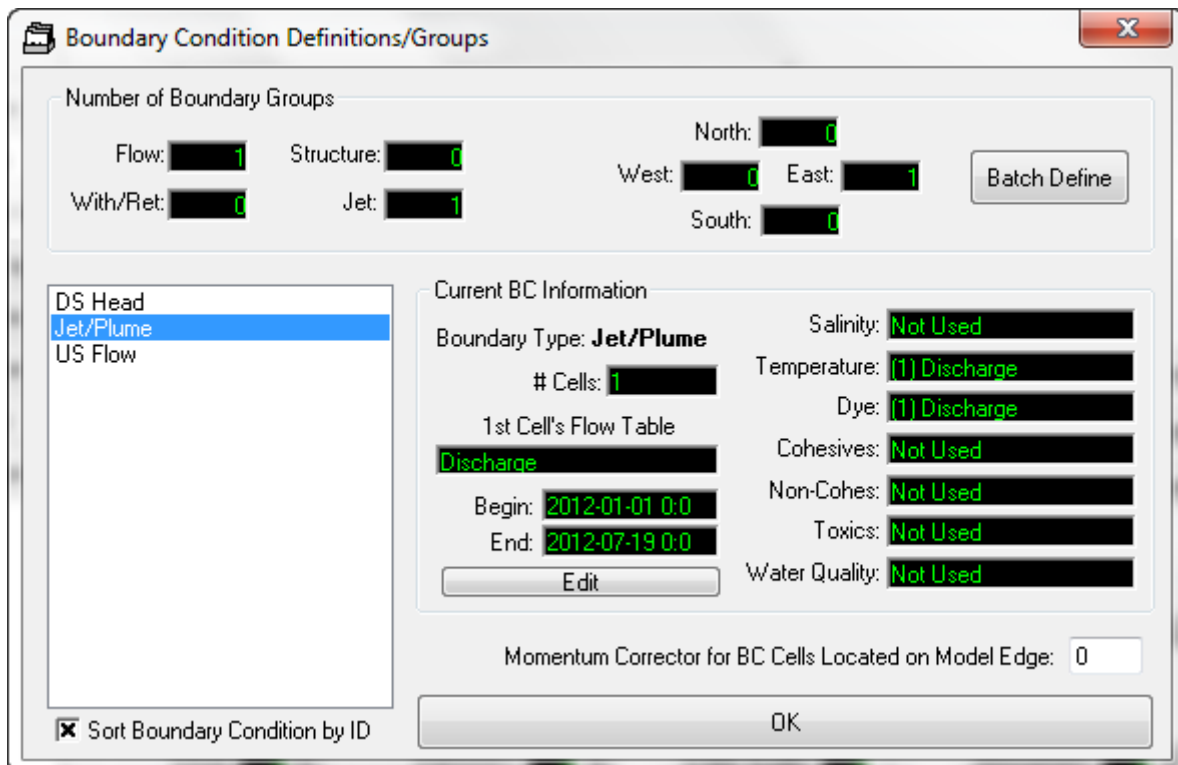 Boundary Condition Definitions/Groups
Number of Boundary Groups
Flow: 1
Structure: 0
With/Ret: 0
Jet: 1
North: 0
West: 0
East: 1
South: 0
Batch Define
DS Head
Jet/Plume
US Flow
Sort Boundary Condition by ID
Current BC Information
Boundary Type: Jet/Plume
# Cells: 1
1st Cell's Flow Table
Discharge
Begin: 2012-01-01 0:0
End: 2012-07-19 0:0
Edit
Salinity: Not Used
Temperature: (1) Discharge
Dye: (1) Discharge
Cohesives: Not Used
Non-Cohes: Not Used
Toxics: Not Used
Water Quality: Not Used
Momentum Corrector for BC Cells Located on Model Edge: 0
OK